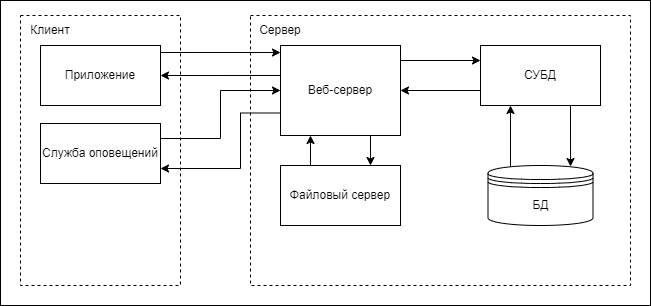 Клиент
Сервер
Приложение
Веб-сервер
СУБД
Служба оповещений
Файловый сервер
БД